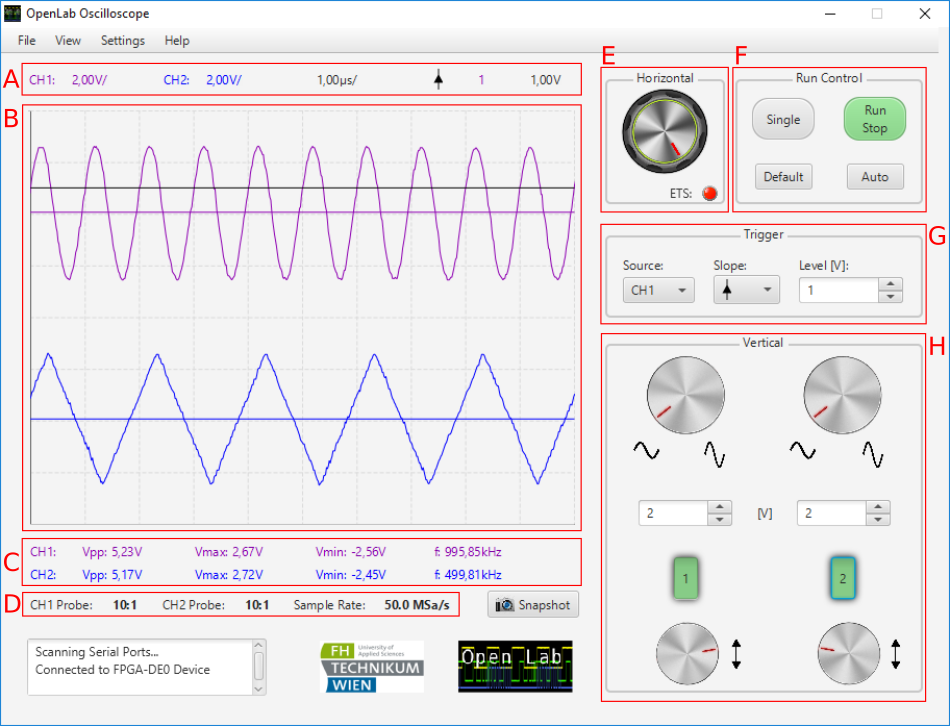 OpenLab Oscilloscope
File View Settings Help
A CH1: 2,00V/ CH2: 2,00V/ 1,00µs/ 1 1,00V
B
C CH1: Vpp: 5,23V Vmax: 2,67V Vmin: -2,56V f: 995,85kHz
CH2: Vpp: 5,17V Vmax: 2,72V Vmin: -2,45V f: 499,81kHz
D CH1 Probe: 10:1 CH2 Probe: 10:1 Sample Rate: 50.0 MSa/s
Snapshot
Scanning Serial Ports...
Connected to FPGA-DE0 Device
FH University of
Applied Sciences
TECHNIKUM
WIEN
Open Lab
E
Horizontal
ETS:
F
Run Control
Single
Run
Stop
Default
Auto
G
Trigger
Source: Slope: Level [V]:
CH1 1
H
Vertical
2 [V] 2
1 2